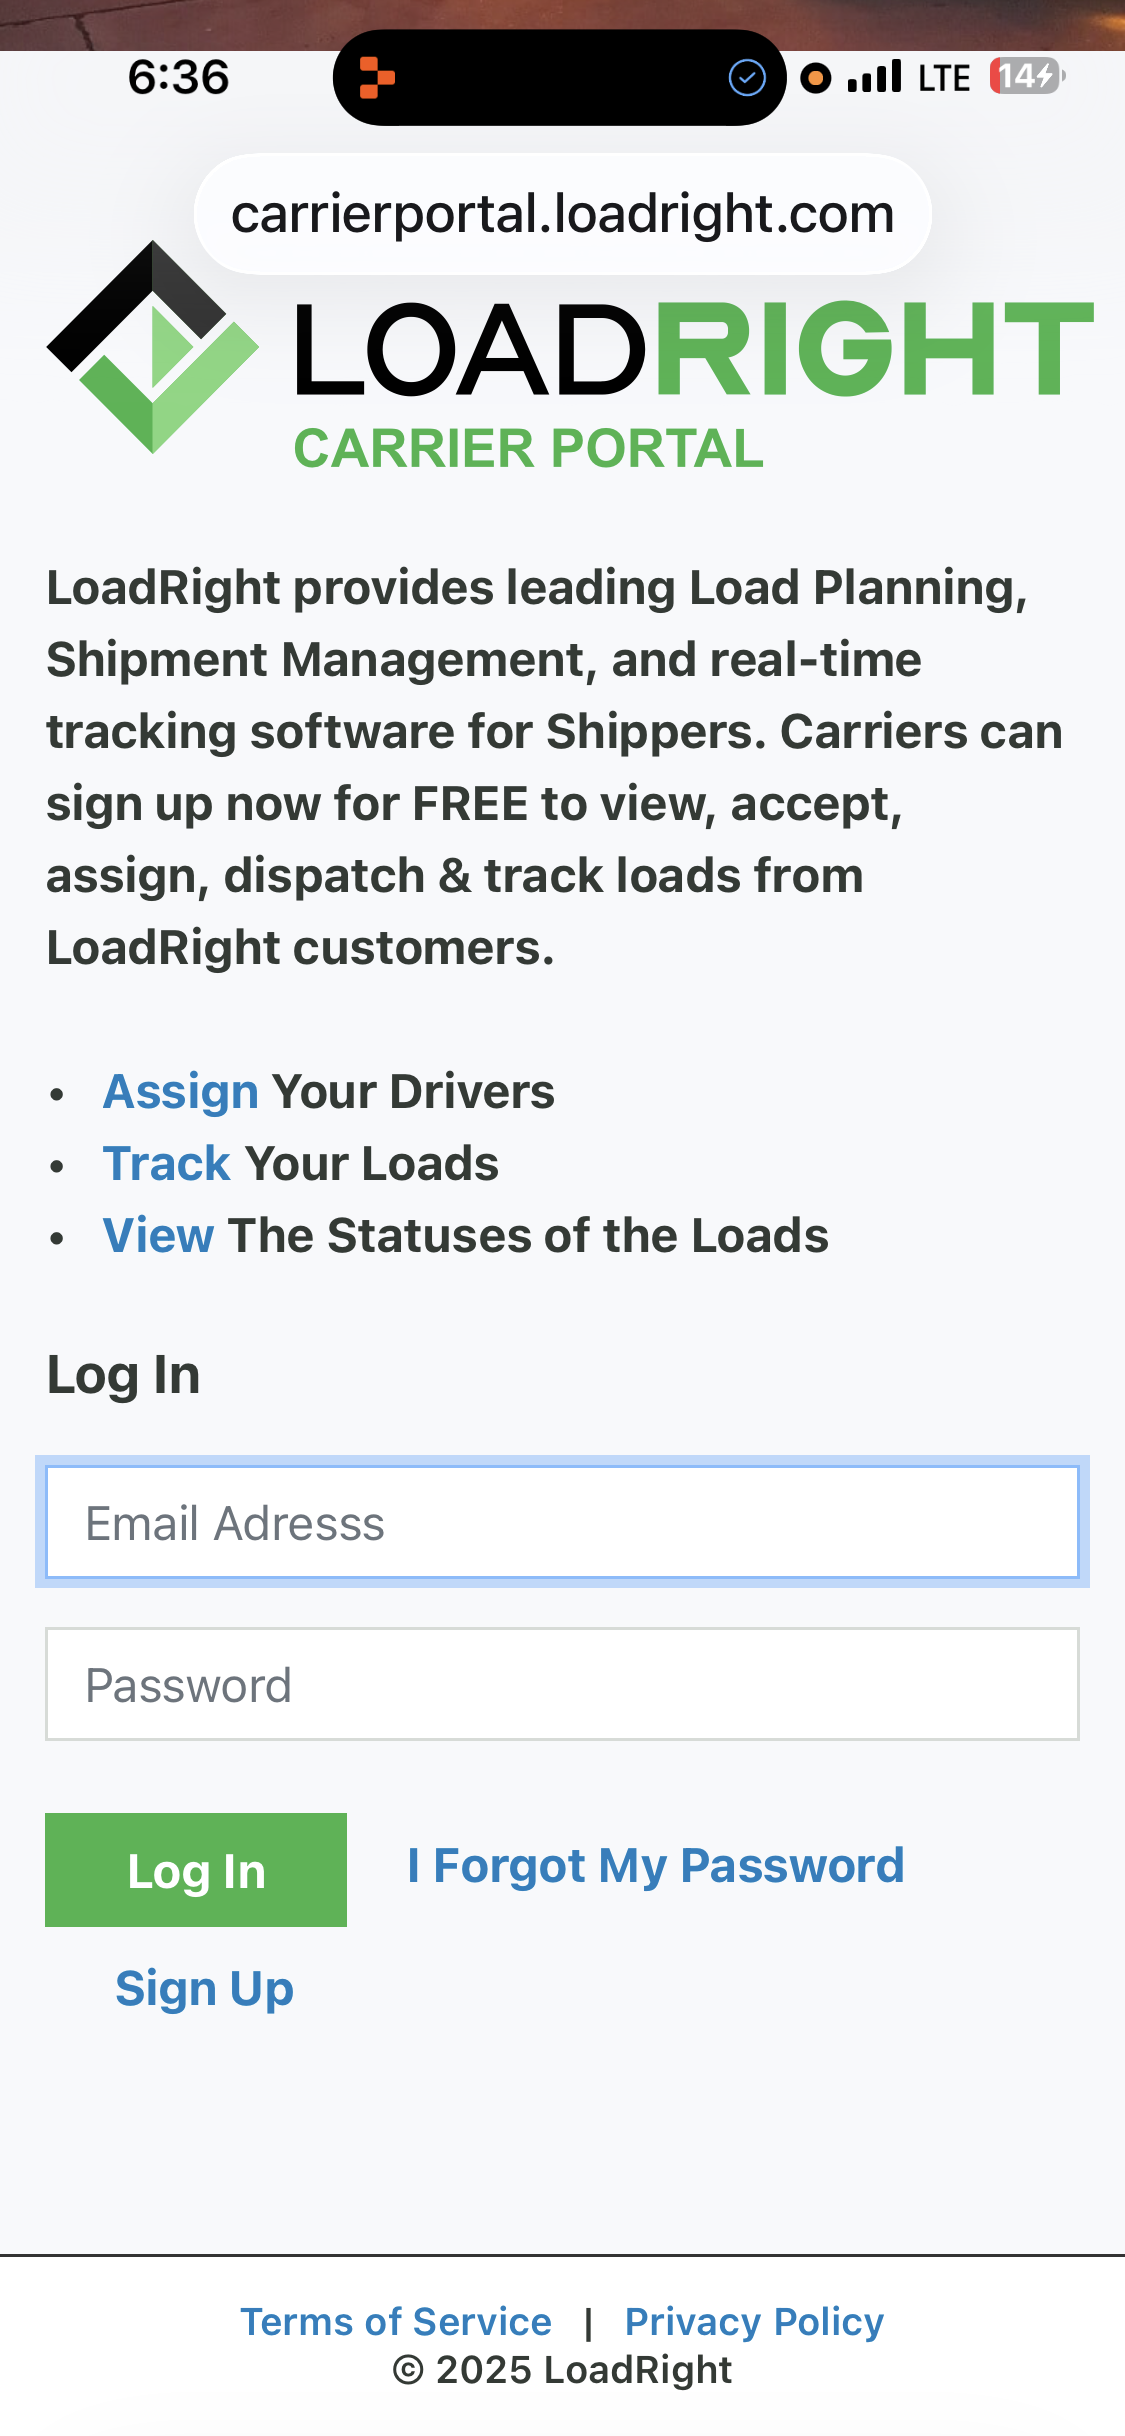 6:36
LTE
14
carrierportal.loadright.com
LOADRIGHT
CARRIER PORTAL
LoadRight provides leading Load Planning,
Shipment Management, and real-time
tracking software for Shippers. Carriers can
sign up now for FREE to view, accept,
assign, dispatch & track loads from
LoadRight customers.
• Assign Your Drivers
• Track Your Loads
• View The Statuses of the Loads
Log In
Email Adresss
Password
Log In
I Forgot My Password
Sign Up
Terms of Service | Privacy Policy
© 2025 LoadRight